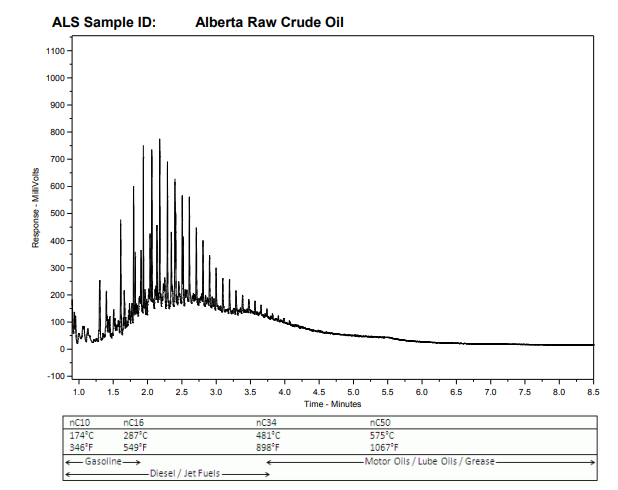 ALS Sample ID: Alberta Raw Crude Oil
1100
1000
900
800
700
600
500
400
300
200
100
0
-100
Response - MilliVolts
1.0 1.5 2.0 2.5 3.0 3.5 4.0 4.5 5.0 5.5 6.0 6.5 7.0 7.5 8.0 8.5
Time - Minutes
nC10 nC16 nC34 nC50
174°C 287°C 481°C 575°C
346°F 549°F 898°F 1067°F
Gasoline Motor Oils / Lube Oils / Grease
Diesel / Jet Fuels